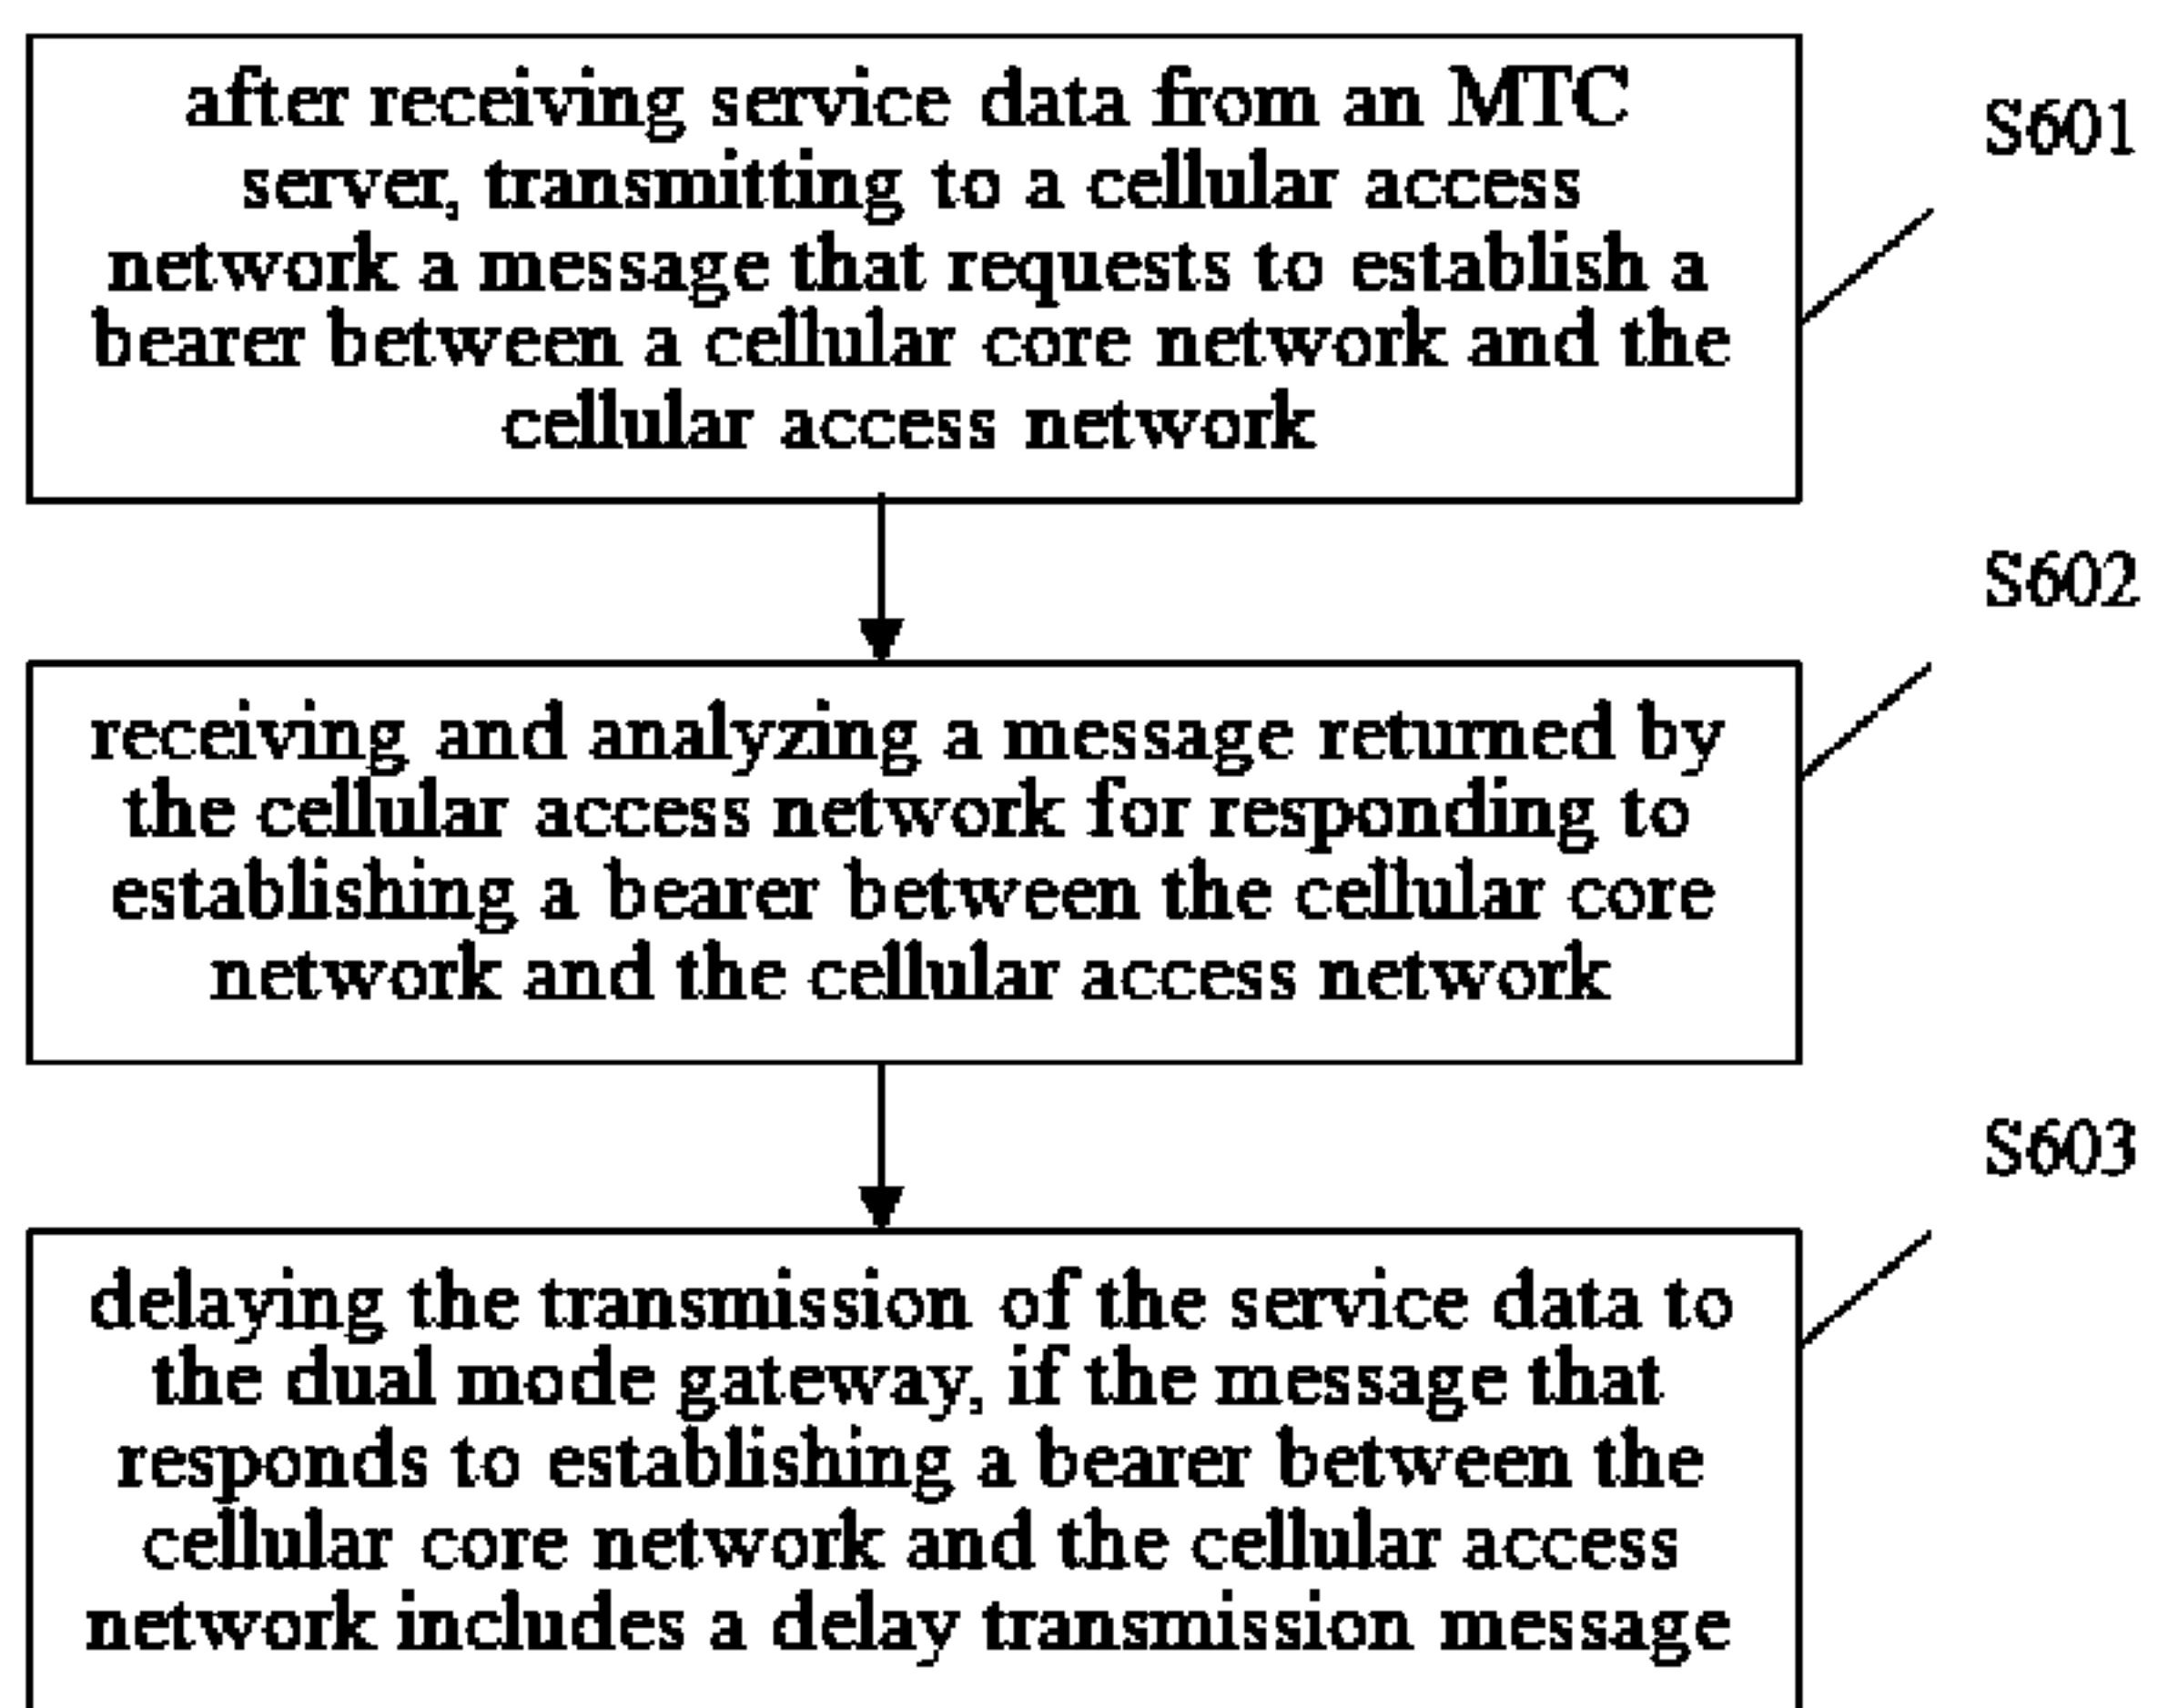 after receiving service data from an MTC
server, transmitting to a cellular access
network a message that requests to establish a
bearer between a cellular core network and the
cellular access network
S601
S602
receiving and analyzing a message returned by
the cellular access network for responding to
establishing a bearer between the cellular core
network and the cellular access network
S603
delaying the transmission of the service data to
the dual mode gateway, if the message that
responds to establishing a bearer between the
cellular core network and the cellular access
network includes a delay transmission message